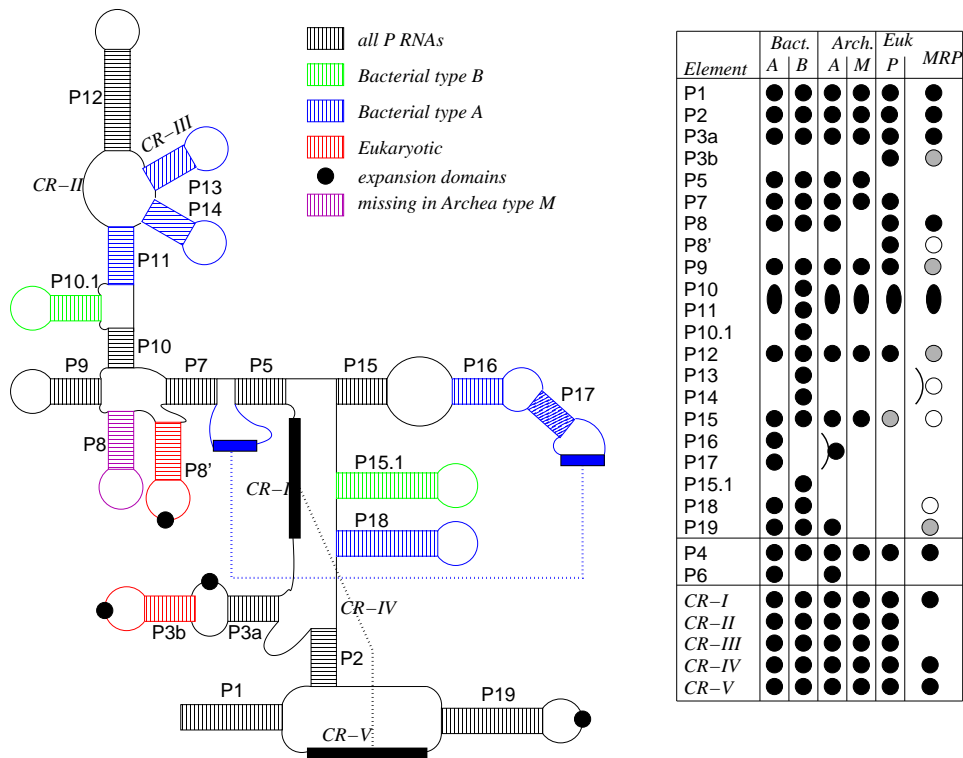 P12
CR-III
CR-II
P13
P14
P11
P10.1
P10
P9
P7
P5
P15
P16
P17
P8
P8'
CR-I
P15.1
P18
P3b
P3a
CR-IV
P2
P1
P19
CR-V
all P RNAs
Bacterial type B
Bacterial type A
Eukaryotic
expansion domains
missing in Archea type M
Bact. Arch. Euk
Element A B A M P MRP
P1
P2
P3a
P3b
P5
P7
P8
P8'
P9
P10
P11
P10.1
P12
P13
P14
P15
P16
P17
P15.1
P18
P19
P4
P6
CR-I
CR-II
CR-III
CR-IV
CR-V